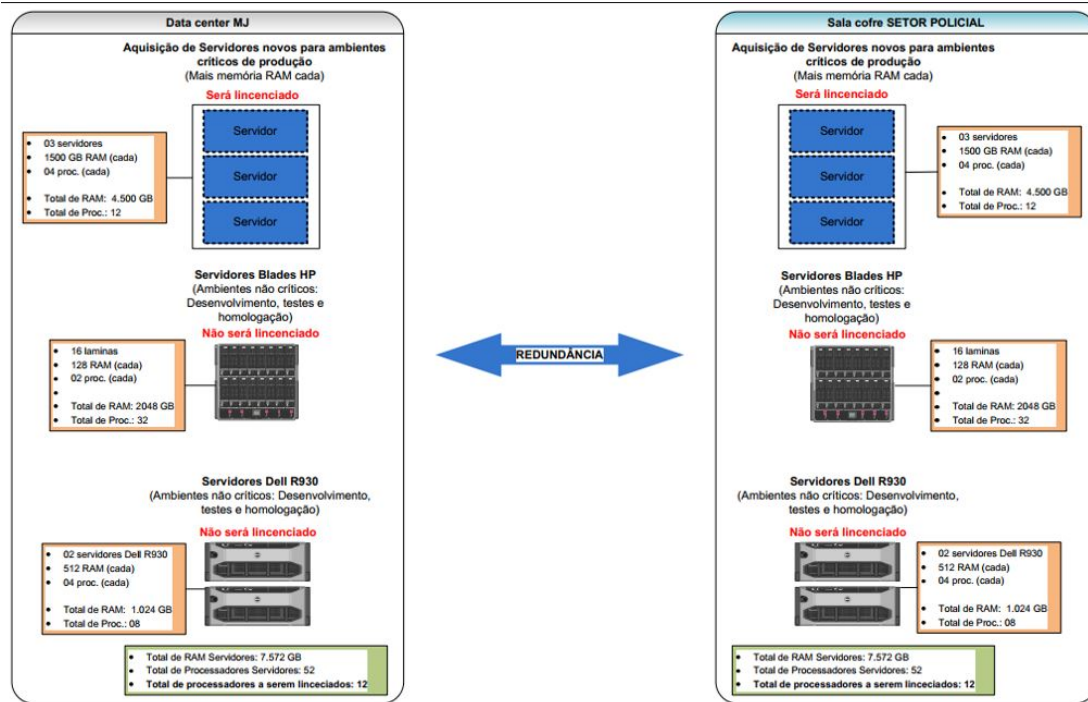 Data center MJ
Aquisição de Servidores novos para ambientes
críticos de produção
(Mais memória RAM cada)
Será lincenciado
Servidor
Servidor
Servidor
03 servidores
1500 GB RAM (cada)
04 proc. (cada)
Total de RAM: 4.500 GB
Total de Proc.: 12
Servidores Blades HP
(Ambientes não críticos:
Desenvolvimento, testes e
homologação)
Não será lincenciado
16 laminas
128 RAM (cada)
02 proc. (cada)
Total de RAM: 2048 GB
Total de Proc.: 32
Servidores Dell R930
(Ambientes não críticos: Desenvolvimento,
testes e homologação)
Não será lincenciado
02 servidores Dell R930
512 RAM (cada)
04 proc. (cada)
Total de RAM: 1.024 GB
Total de Proc.: 08
Total de RAM Servidores: 7.572 GB
Total de Processadores Servidores: 52
Total de processadores a serem linceciados: 12
REDUNDÂNCIA
Sala cofre SETOR POLICIAL
Aquisição de Servidores novos para ambientes
críticos de produção
(Mais memória RAM cada)
Será lincenciado
Servidor
Servidor
Servidor
03 servidores
1500 GB RAM (cada)
04 proc. (cada)
Total de RAM: 4.500 GB
Total de Proc.: 12
Servidores Blades HP
(Ambientes não críticos:
Desenvolvimento, testes e
homologação)
Não será lincenciado
16 laminas
128 RAM (cada)
02 proc. (cada)
Total de RAM: 2048 GB
Total de Proc.: 32
Servidores Dell R930
(Ambientes não críticos: Desenvolvimento,
testes e homologação)
Não será lincenciado
02 servidores Dell R930
512 RAM (cada)
04 proc. (cada)
Total de RAM: 1.024 GB
Total de Proc.: 08
Total de RAM Servidores: 7.572 GB
Total de Processadores Servidores: 52
Total de processadores a serem linceciados: 12